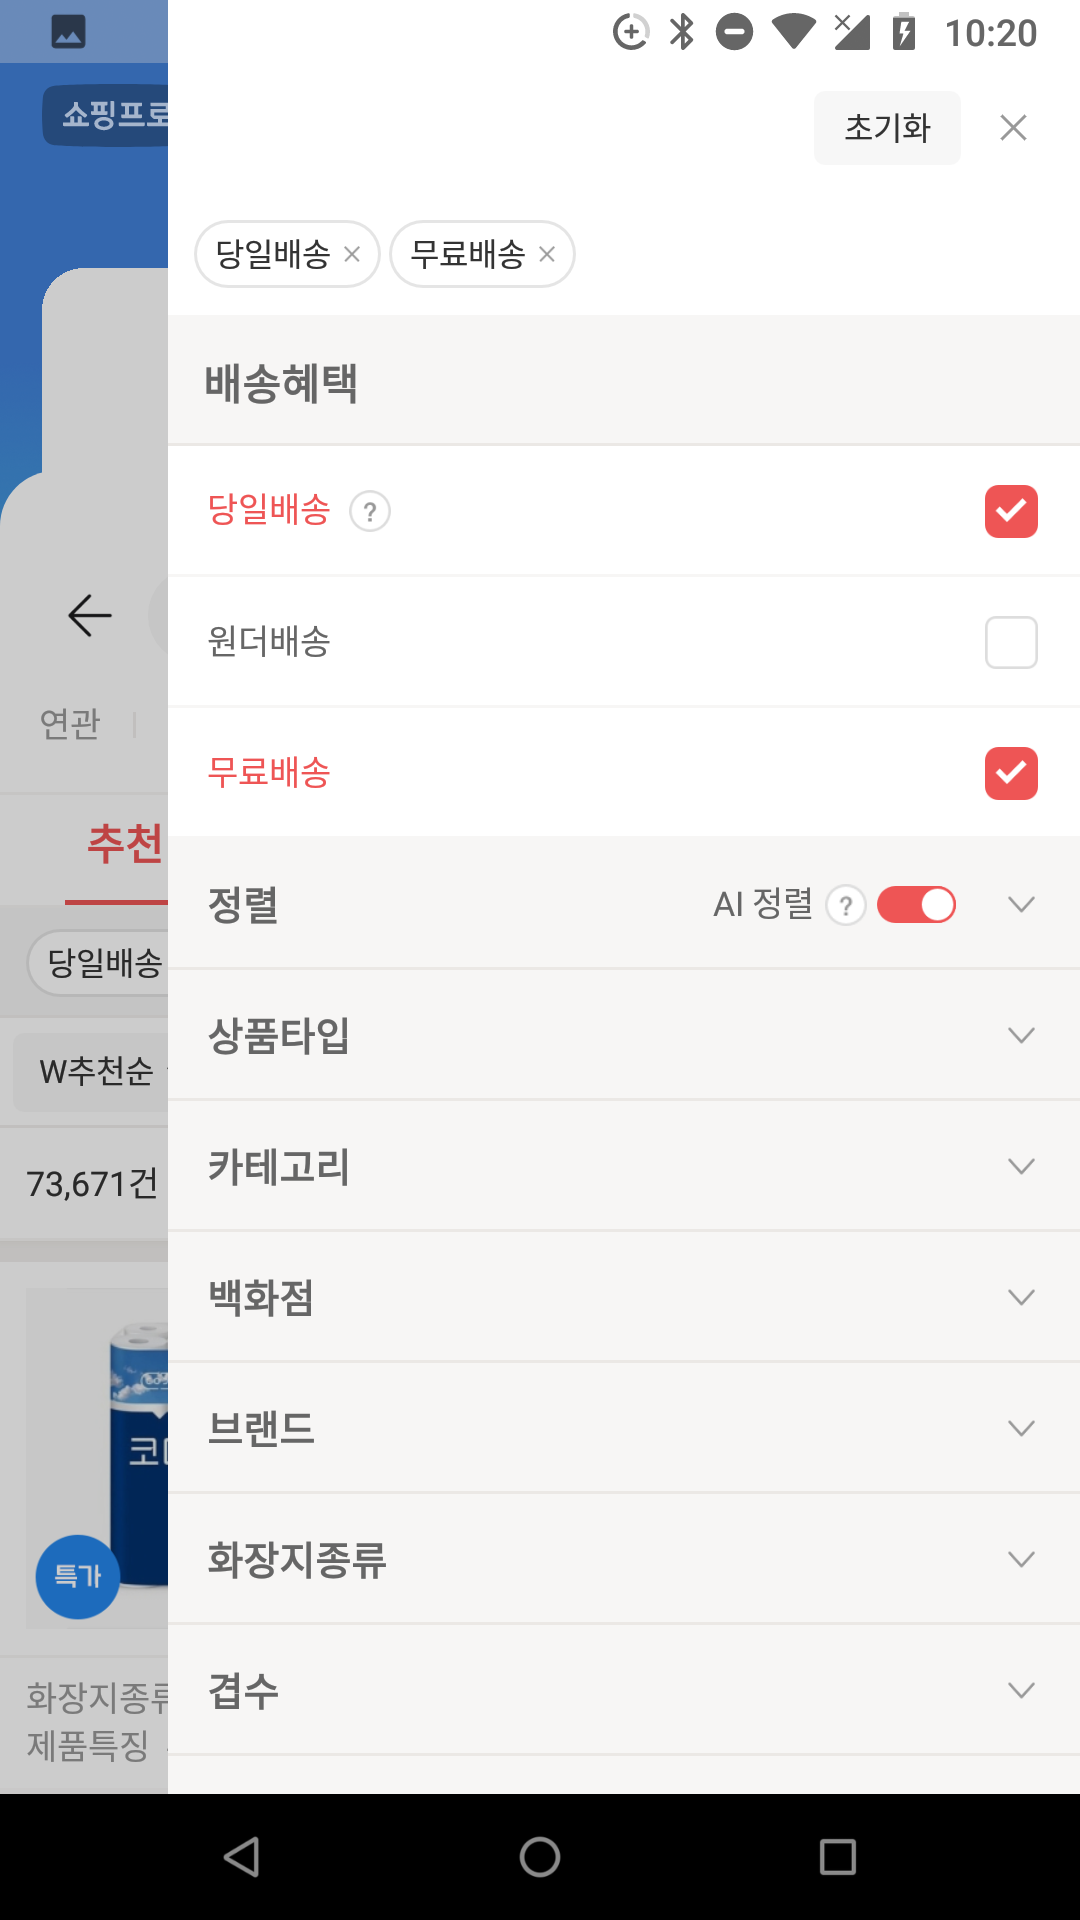 10:20
쇼핑프로
초기화
당일배송
무료배송
배송혜택
당일배송 ?
원더배송
무료배송
정렬
AI 정렬 ?
상품타입
카테고리
백화점
브랜드
화장지종류
겹수
연관
추천
당일배송
W추천순
73,671건
특가
화장지종류
제품특징